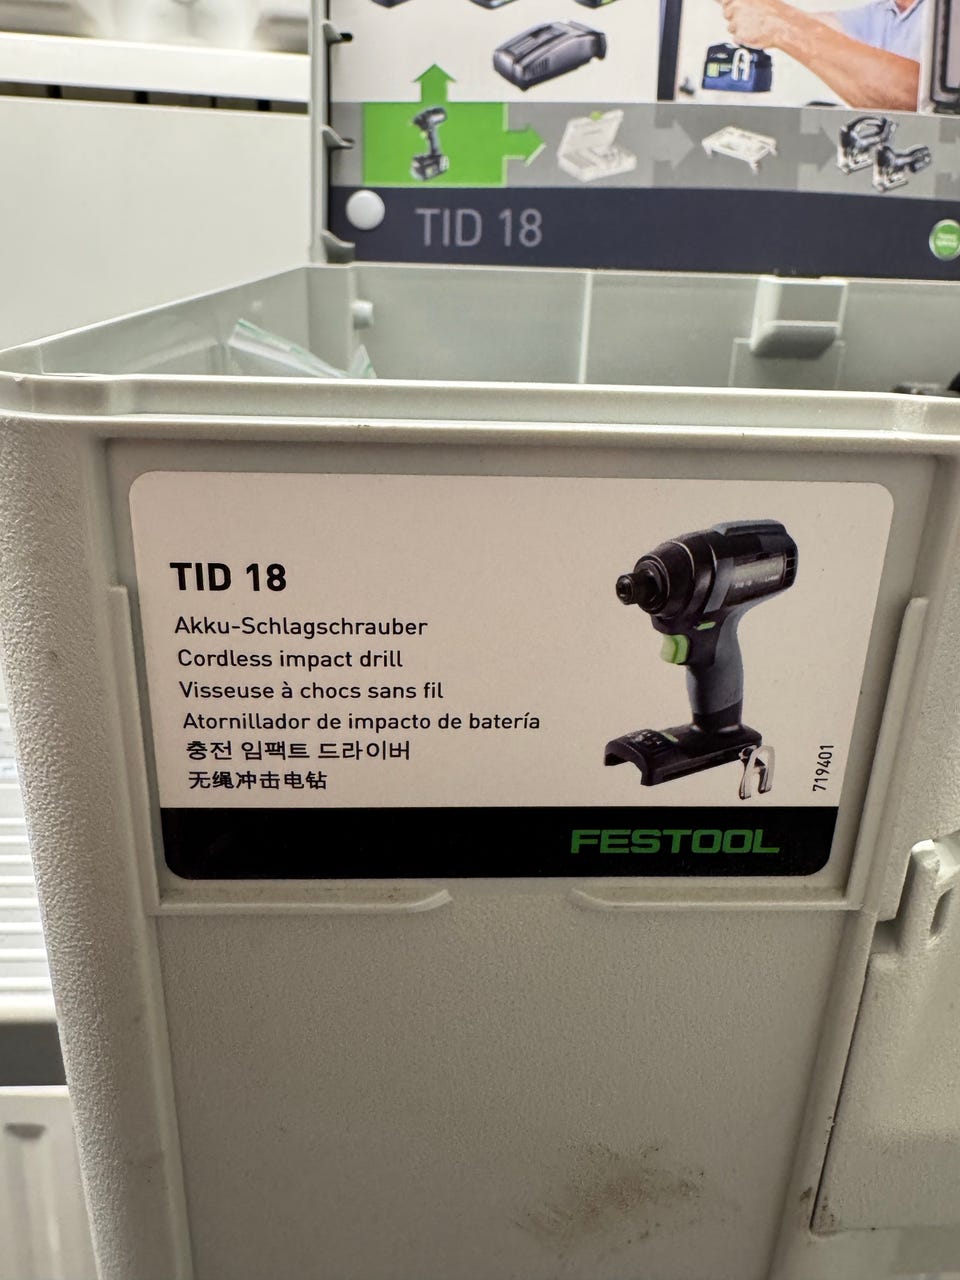 TID 18
TID 18
Akku-Schlagschrauber
Cordless impact drill
Visseuse à chocs sans fil
Atornillador de impacto de batería
충전 임팩트 드라이버
无绳冲击电钻
719401
FESTOOL